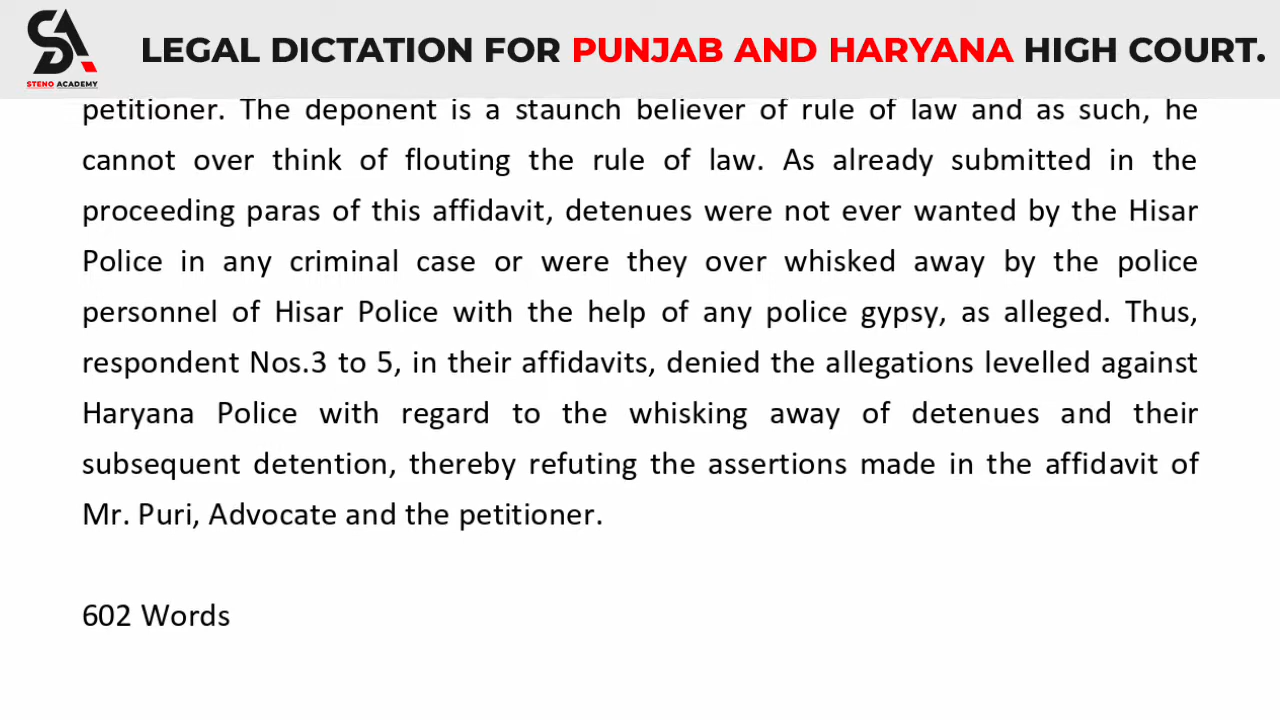 SA
STENO ACADEMY
LEGAL DICTATION FOR PUNJAB AND HARYANA HIGH COURT.
petitioner. The deponent is a staunch believer of rule of law and as such, he
cannot over think of flouting the rule of law. As already submitted in the
proceeding paras of this affidavit, detenues were not ever wanted by the Hisar
Police in any criminal case or were they over whisked away by the police
personnel of Hisar Police with the help of any police gypsy, as alleged. Thus,
respondent Nos.3 to 5, in their affidavits, denied the allegations levelled against
Haryana Police with regard to the whisking away of detenues and their
subsequent detention, thereby refuting the assertions made in the affidavit of
Mr. Puri, Advocate and the petitioner.
602 Words